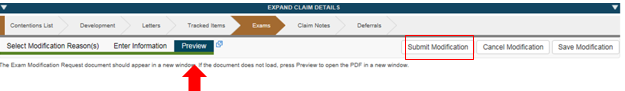 EXPAND CLAIM DETAILS
Contentions List Development Letters Tracked Items Exams Claim Notes Deferrals
Select Modification Reason(s) Enter Information Preview Submit Modification Cancel Modification Save Modification
The Exam Modification Request document should appear in a new window. If the document does not load, press Preview to open the PDF in a new window.